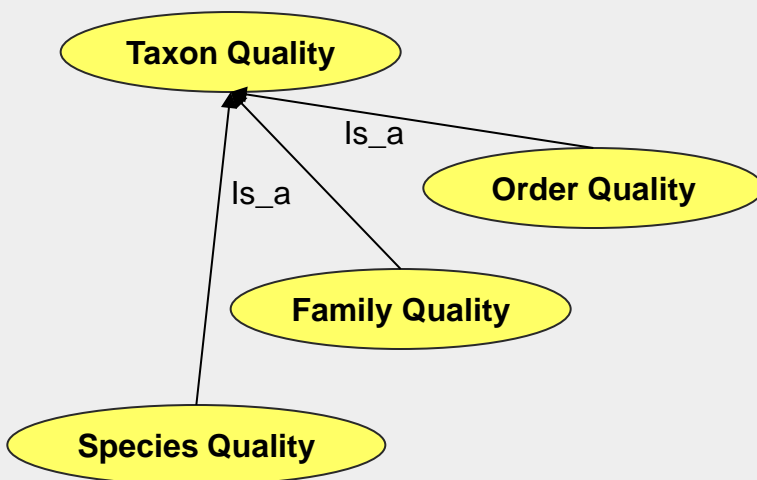 Taxon Quality
Is_a
Order Quality
Is_a
Family Quality
Species Quality